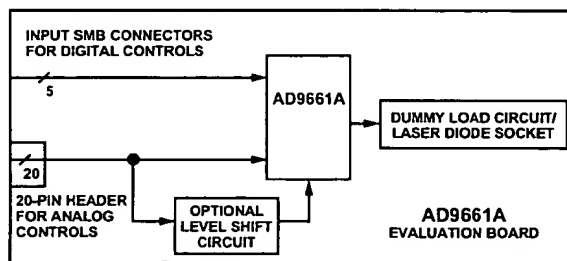 INPUT SMB CONNECTORS
FOR DIGITAL CONTROLS
5
AD9661A
DUMMY LOAD CIRCUIT/
LASER DIODE SOCKET
20
20-PIN HEADER
FOR ANALOG
CONTROLS
OPTIONAL
LEVEL SHIFT
CIRCUIT
AD9661A
EVALUATION BOARD